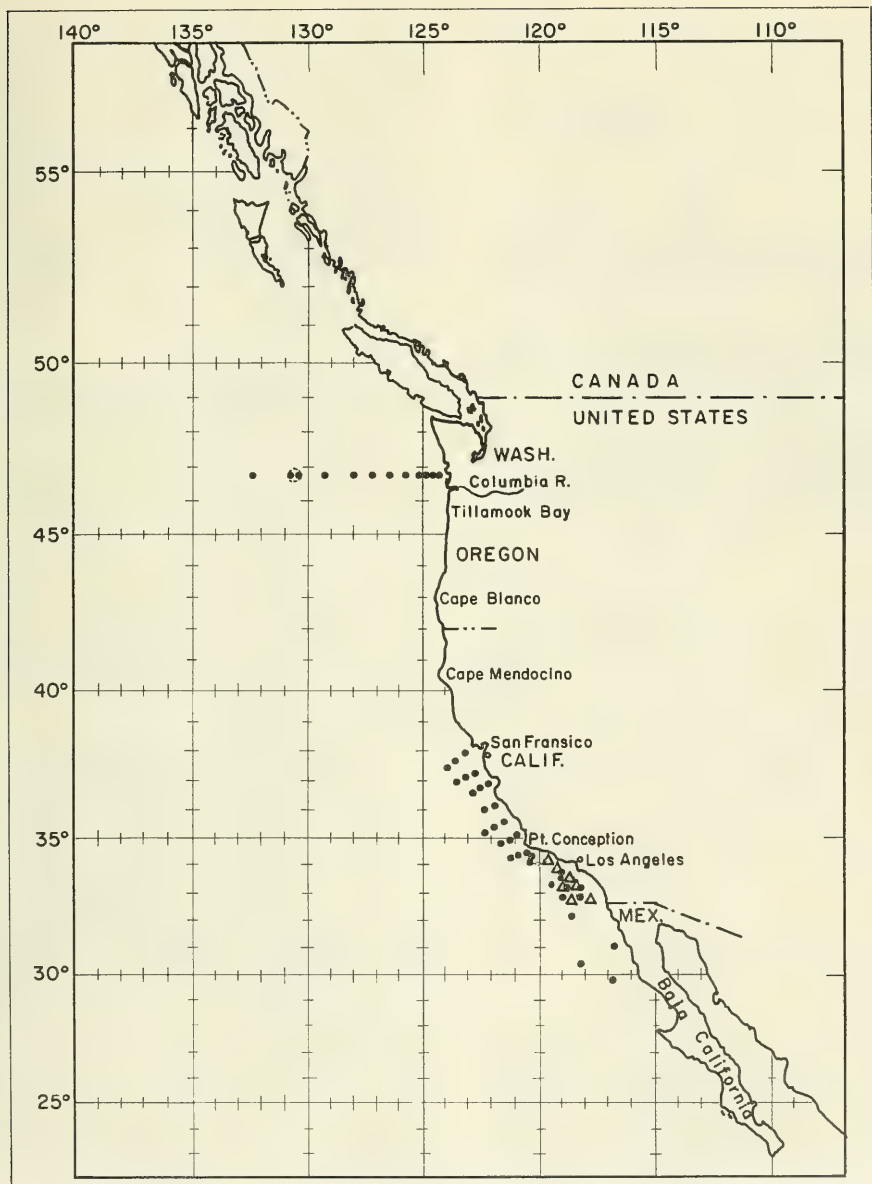 140° 135° 130° 125° 120° 115° 110°
55°
50°
CANADA
UNITED STATES
WASH.
Columbia R.
Tillamook Bay
45°
OREGON
Cape Blanco
Cape Mendocino
40°
San Fransico
CALIF.
35°
Pt. Conception
Los Angeles
MEX.
30°
Baja California
25°